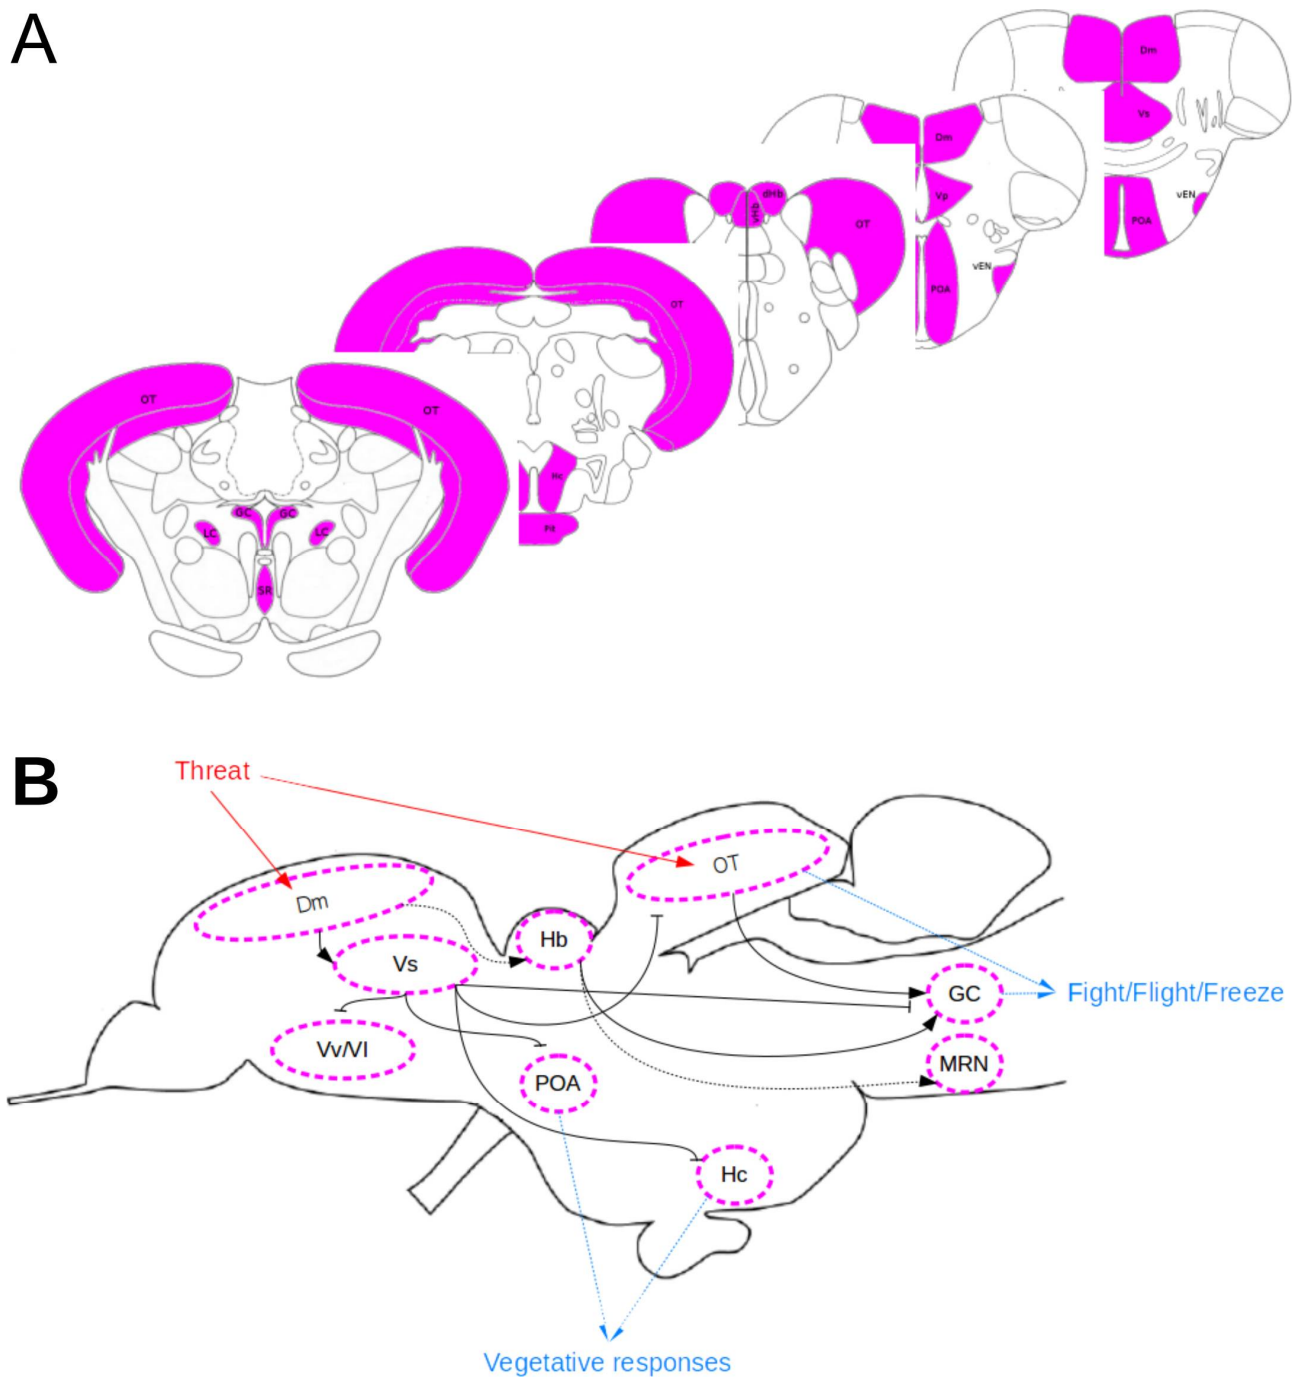 A
Dm
Vs
vEN
POA
Dm
Vp
vEN
POA
dHb
vHb
OT
OT
Hc
Pit
OT
OT
GC
GC
LC
LC
SR
B
Threat
OT
Dm
Hb
Vs
GC
Fight/Flight/Freeze
Vv/Vl
MRN
POA
Hc
Vegetative responses